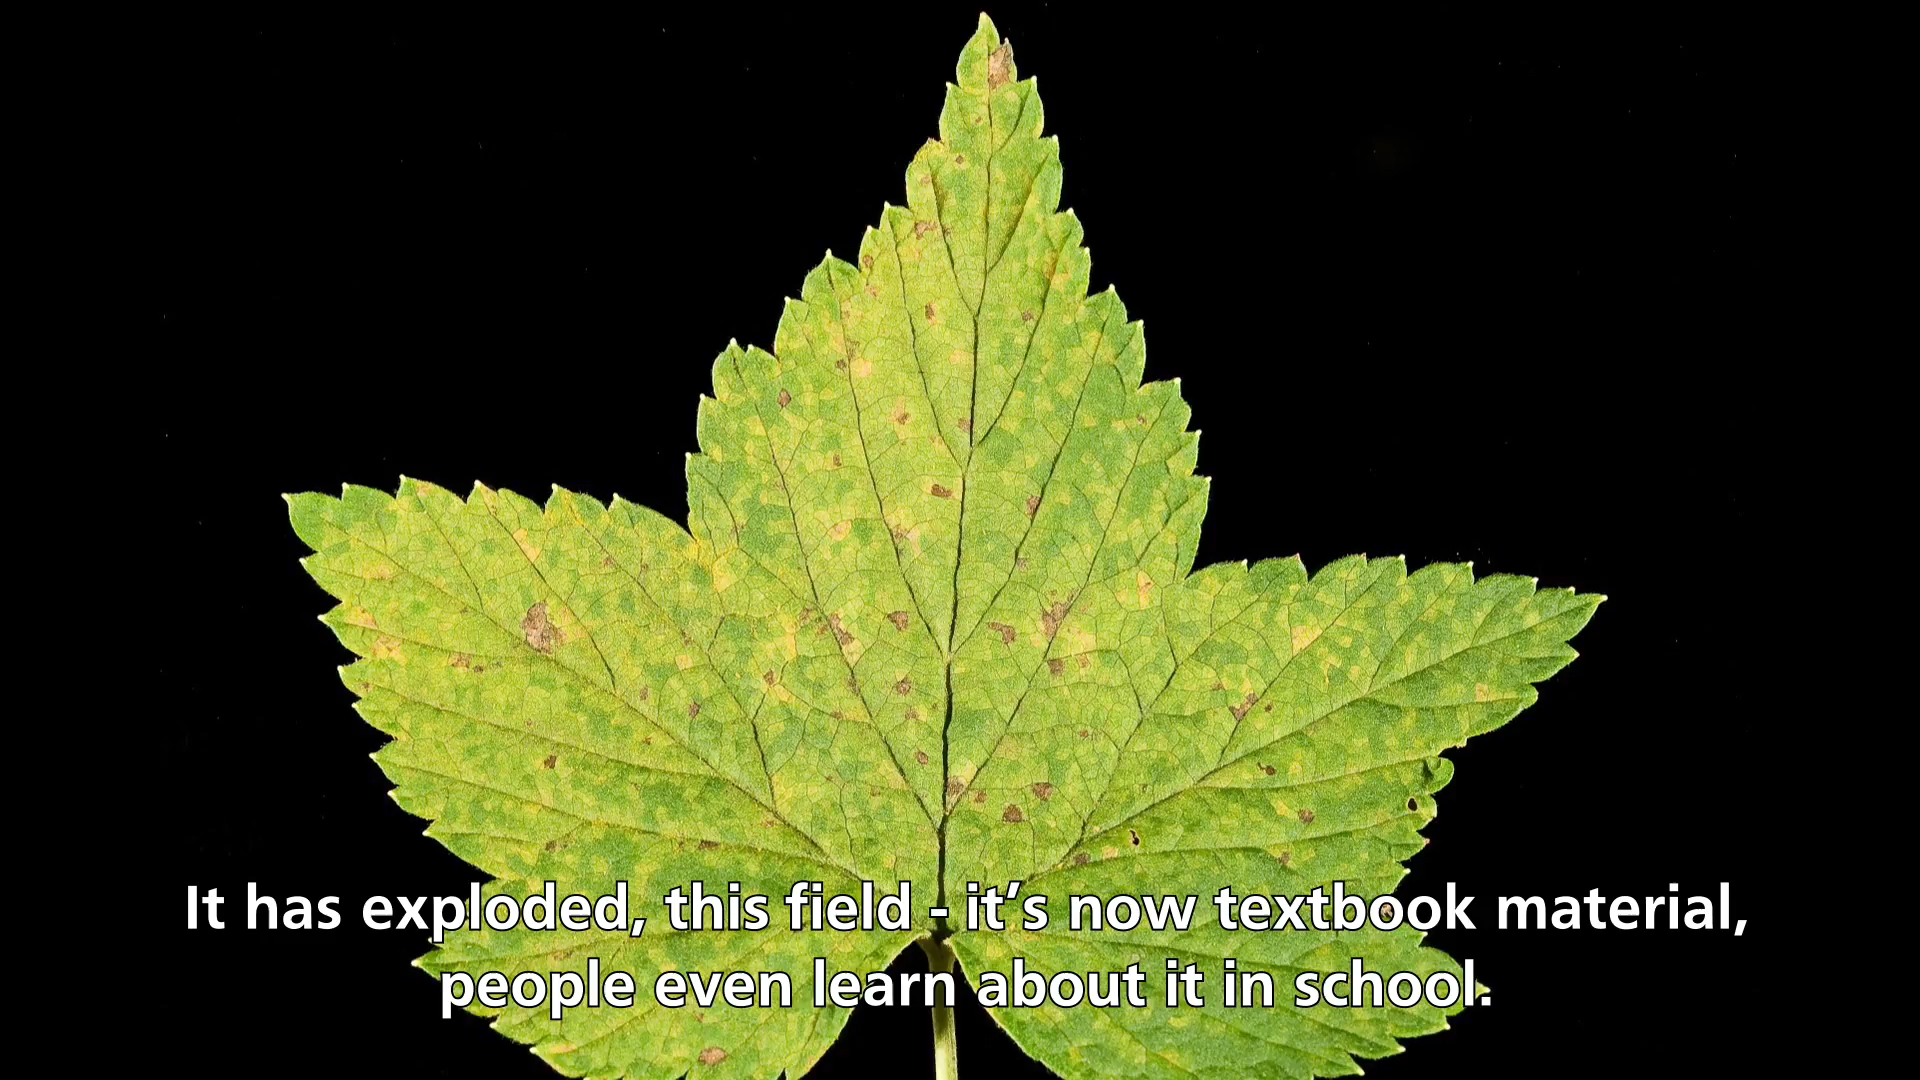 It has exploded, this field - it’s now textbook material,
people even learn about it in school.